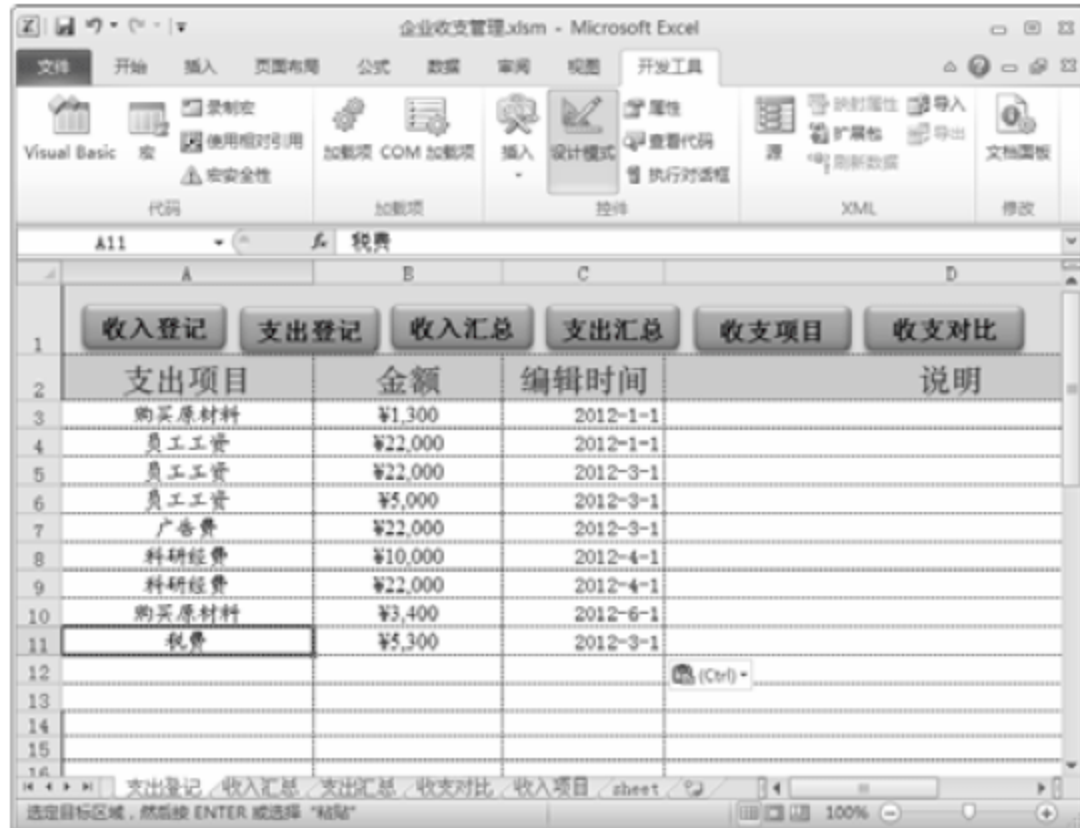 企业收支管理.xlsm - Microsoft Excel
文件 开始 插入 页面布局 公式 数据 审阅 视图 开发工具
Visual Basic 宏 录制宏 使用相对引用 宏安全性
加载项 COM 加载项
插入 设计模式 属性 查看代码 执行对话框
源 映射属性 扩展包 刷新数据 导入 导出
文档面板
代码 加载项 控件 XML 修改
A11 fx 税费
A B C D
1 收入登记 支出登记 收入汇总 支出汇总 收支项目 收支对比
2 支出项目 金额 编辑时间 说明
3 购买原材料 ¥1,300 2012-1-1
4 员工工资 ¥22,000 2012-1-1
5 员工工资 ¥22,000 2012-3-1
6 员工工资 ¥5,000 2012-3-1
7 广告费 ¥22,000 2012-3-1
8 科研经费 ¥10,000 2012-4-1
9 科研经费 ¥22,000 2012-4-1
10 购买原材料 ¥3,400 2012-6-1
11 税费 ¥5,300 2012-3-1
12 (Ctrl)
13
14
15
16
支出登记 收入汇总 支出汇总 收支对比 收入项目 sheet
选定目标区域，然后按 ENTER 或选择 "粘贴" 100%